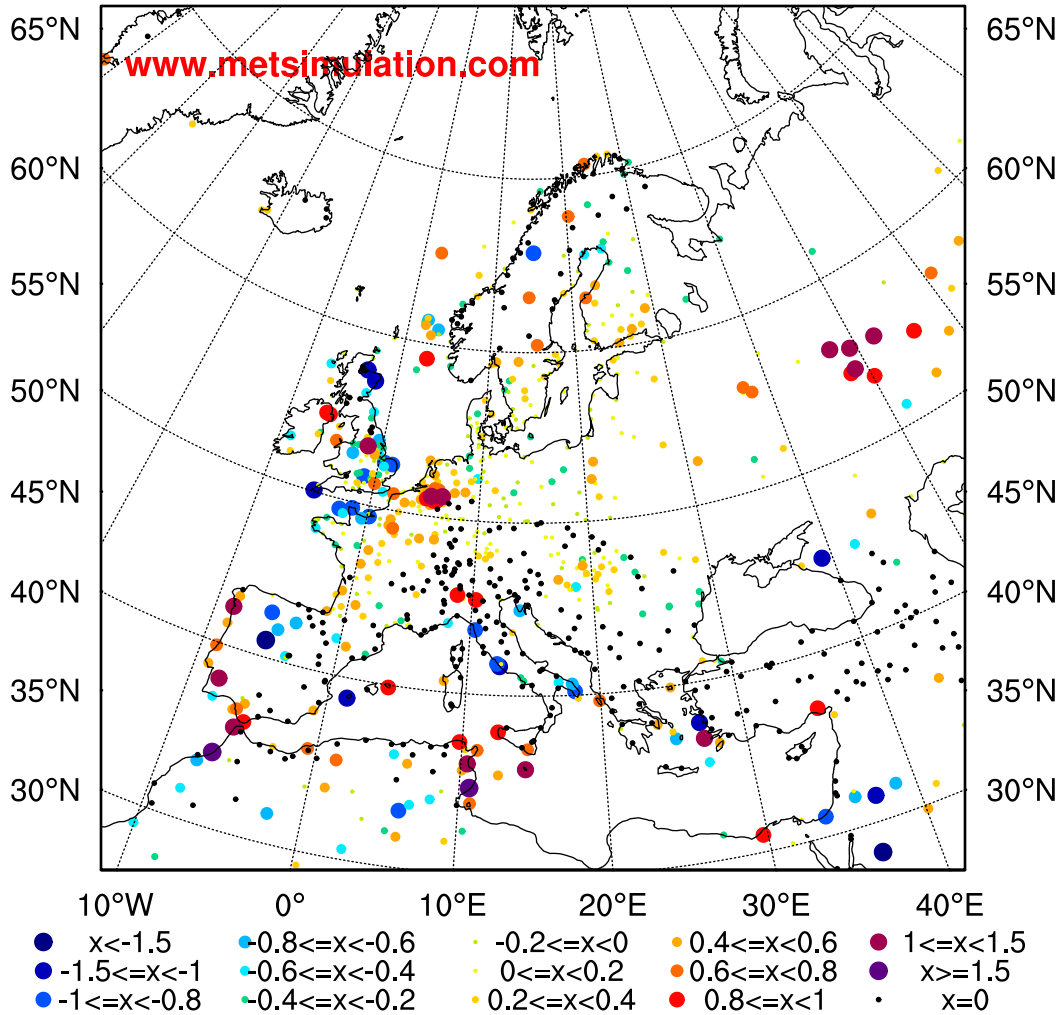 65°N 65°N
www.metsimulation.com
60°N 60°N
55°N 55°N
50°N 50°N
45°N 45°N
40°N 40°N
35°N 35°N
30°N 30°N
10°W 0° 10°E 20°E 30°E 40°E
x<-1.5 -0.8<=x<-0.6 -0.2<=x<0 0.4<=x<0.6 1<=x<1.5
-1.5<=x<-1 -0.6<=x<-0.4 0<=x<0.2 0.6<=x<0.8 x>=1.5
-1<=x<-0.8 -0.4<=x<-0.2 0.2<=x<0.4 0.8<=x<1 x=0